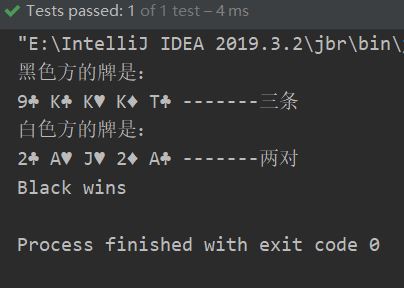 Tests passed: 1 of 1 test – 4 ms
"E:\IntelliJ IDEA 2019.3.2\jbr\bin\
黑色方的牌是:
9♣ K♣ K♥ K♦ T♣ -------三条
白色方的牌是:
2♣ A♥ J♥ 2♦ A♣ -------两对
Black wins
Process finished with exit code 0